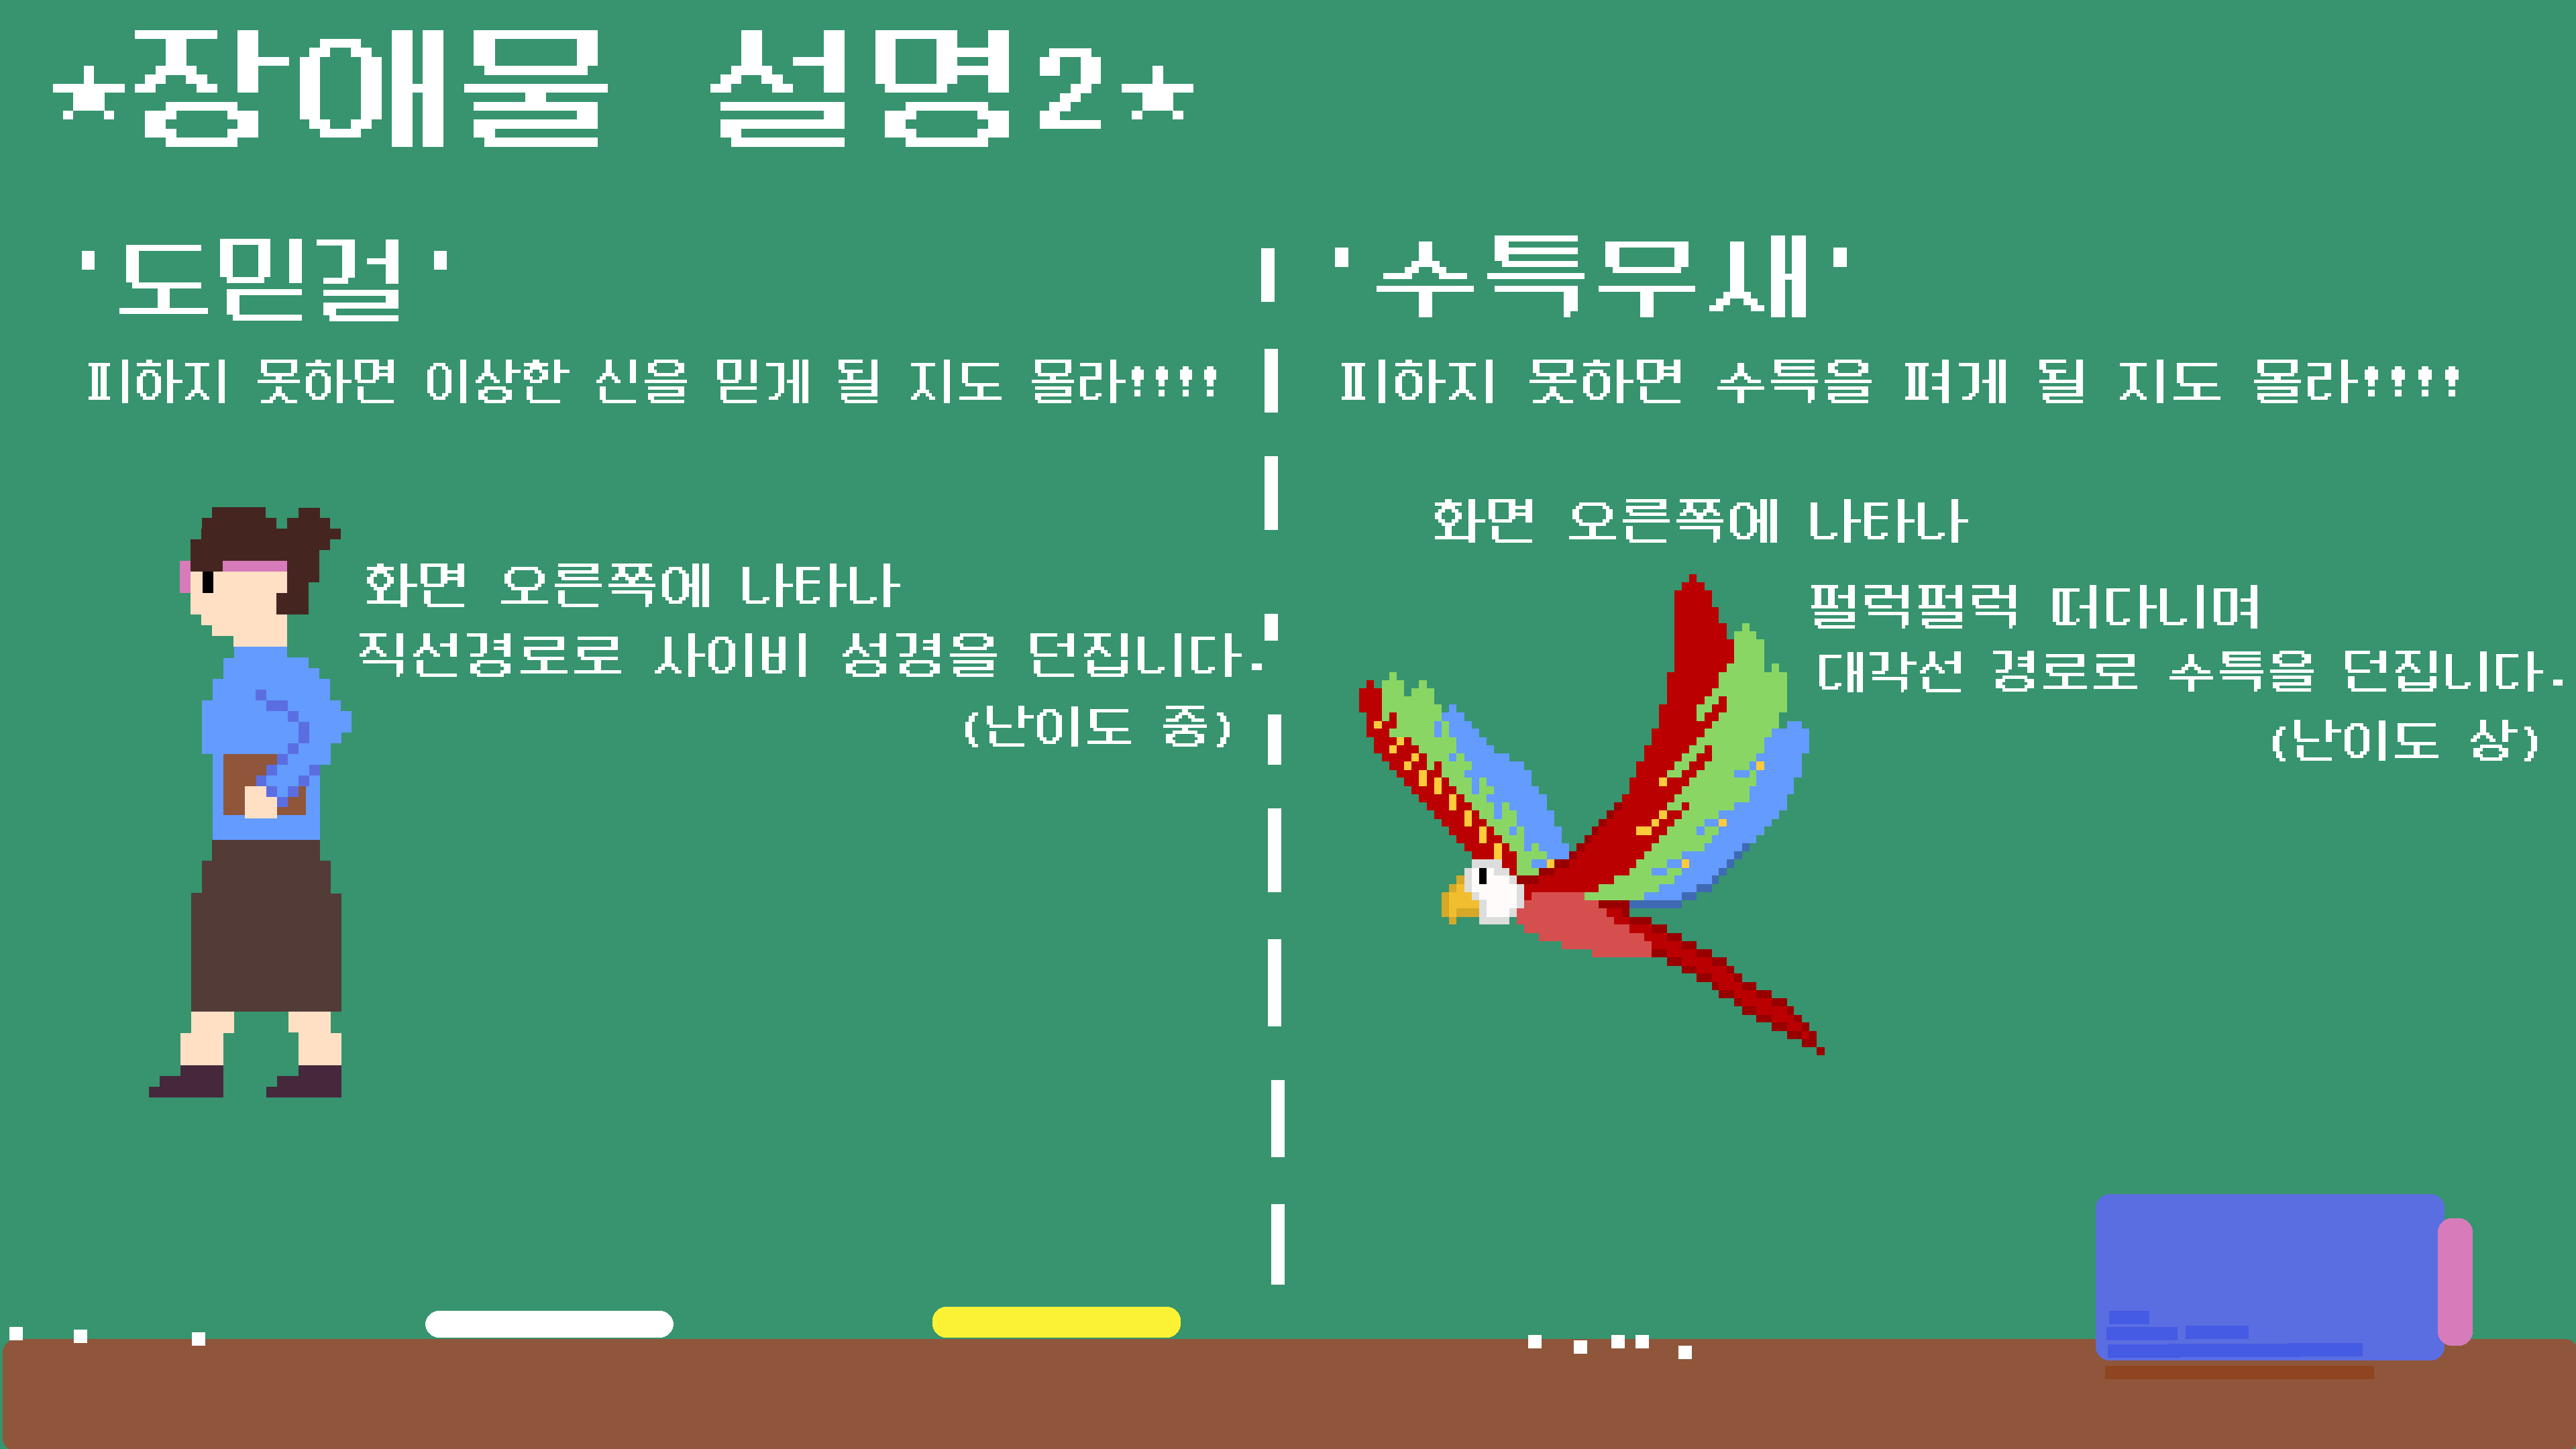 ★장애물 설명2★
'도믿걸'
피하지 못하면 이상한 신을 믿게 될 지도 몰라!!!!
화면 오른쪽에 나타나
직선경로로 사이비 성경을 던집니다.
(난이도 중)
'수특무새'
피하지 못하면 수특을 펴게 될 지도 몰라!!!!
화면 오른쪽에 나타나
펄럭펄럭 떠다니며
대각선 경로로 수특을 던집니다.
(난이도 상)